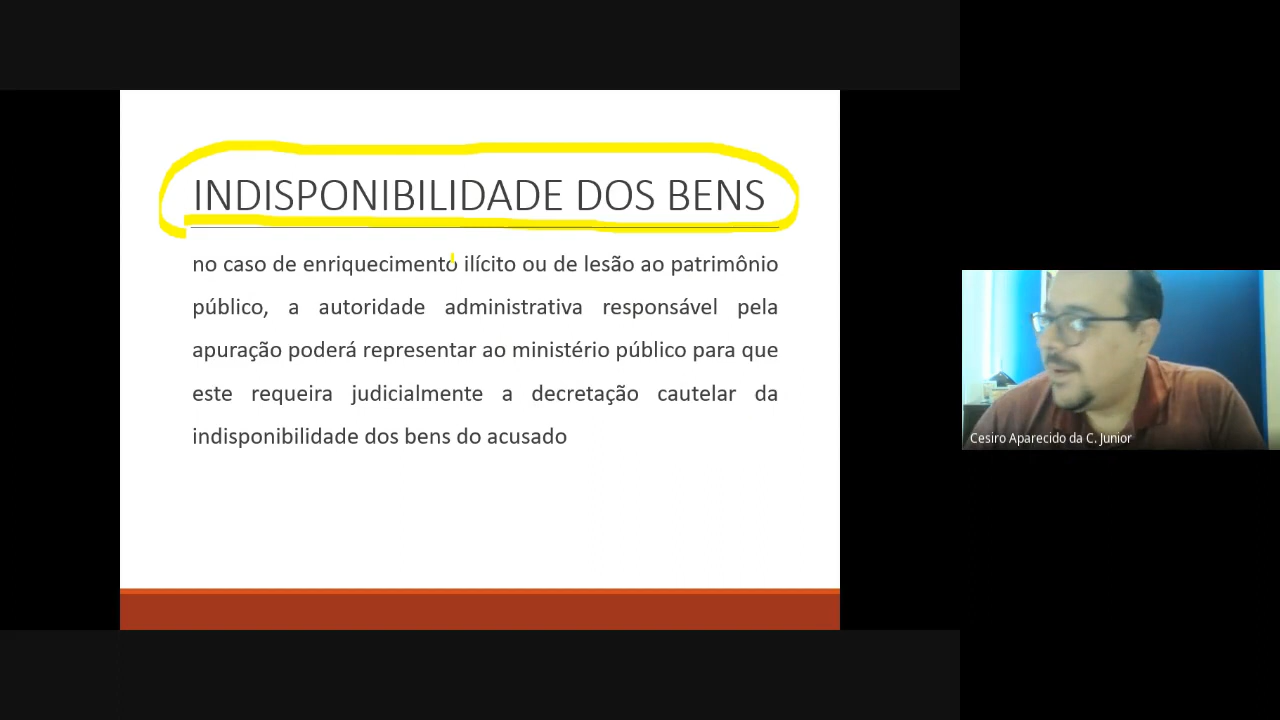 INDISPONIBILIDADE DOS BENS
no caso de enriquecimento ilícito ou de lesão ao patrimônio
público, a autoridade administrativa responsável pela
apuração poderá representar ao ministério público para que
este requeira judicialmente a decretação cautelar da
indisponibilidade dos bens do acusado
Cesiro Aparecido da C. Junior